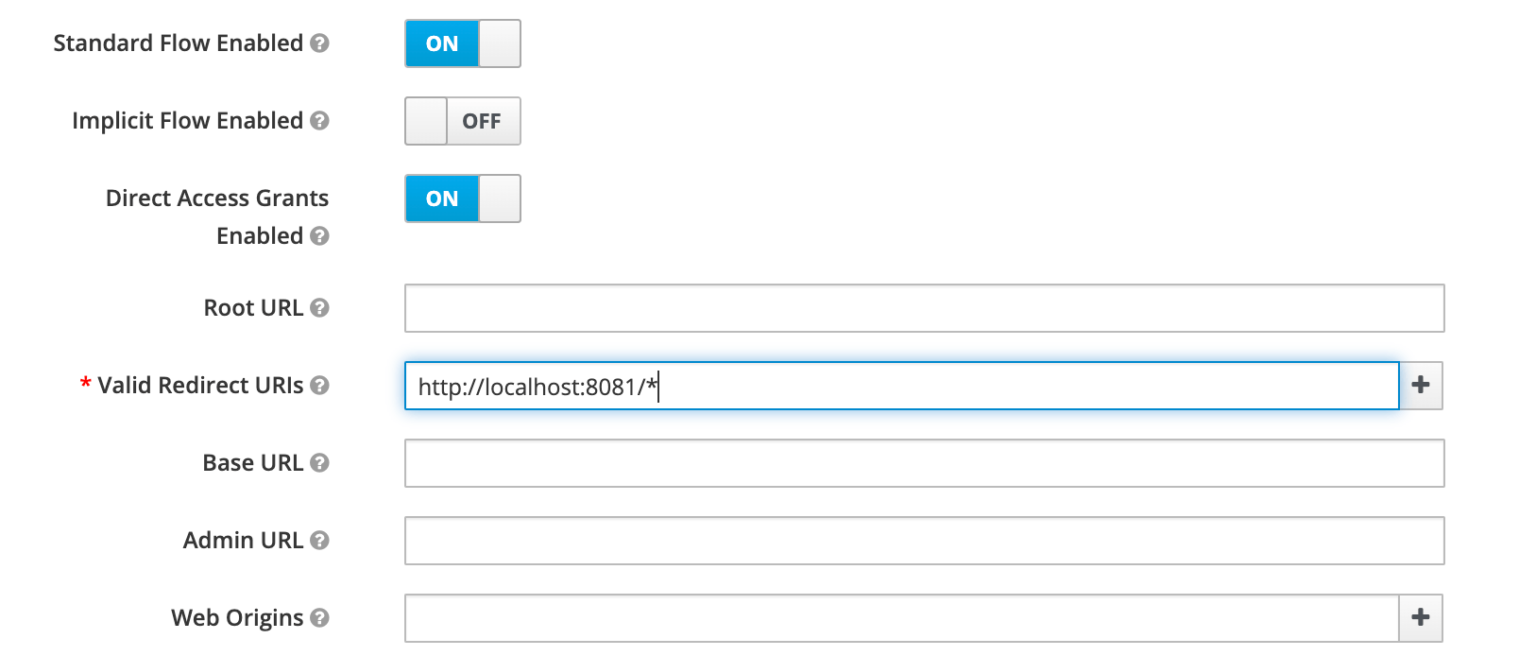 Standard Flow Enabled ON
Implicit Flow Enabled OFF
Direct Access Grants ON
Enabled
Root URL
* Valid Redirect URIs http://localhost:8081/*
Base URL
Admin URL
Web Origins